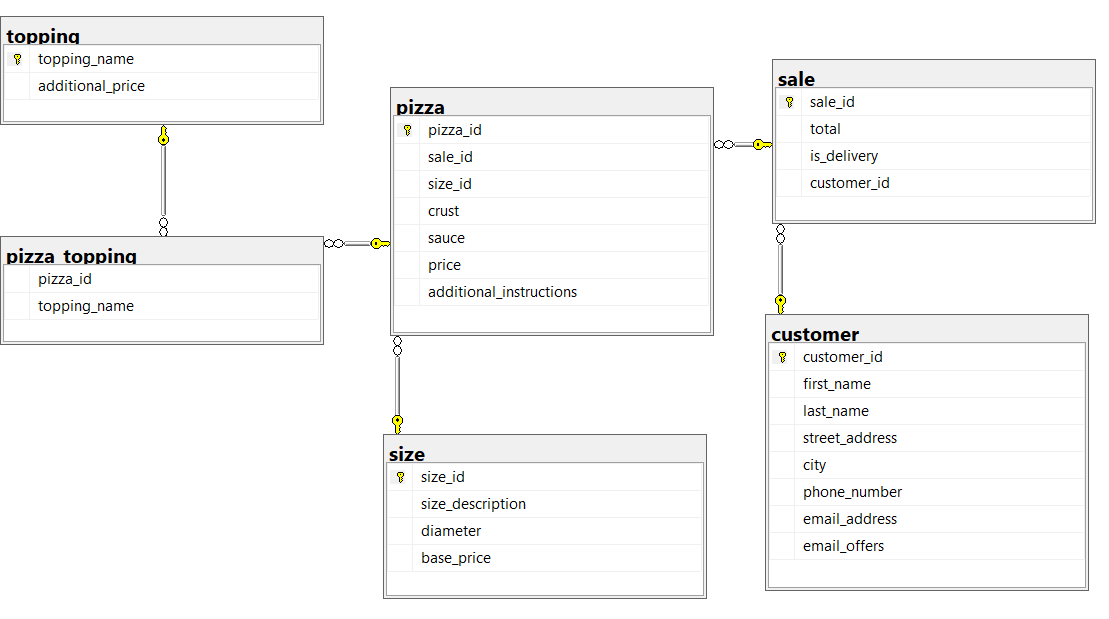 topping
topping_name
additional_price
pizza_topping
pizza_id
topping_name
pizza
pizza_id
sale_id
size_id
crust
sauce
price
additional_instructions
size
size_id
size_description
diameter
base_price
sale
sale_id
total
is_delivery
customer_id
customer
customer_id
first_name
last_name
street_address
city
phone_number
email_address
email_offers